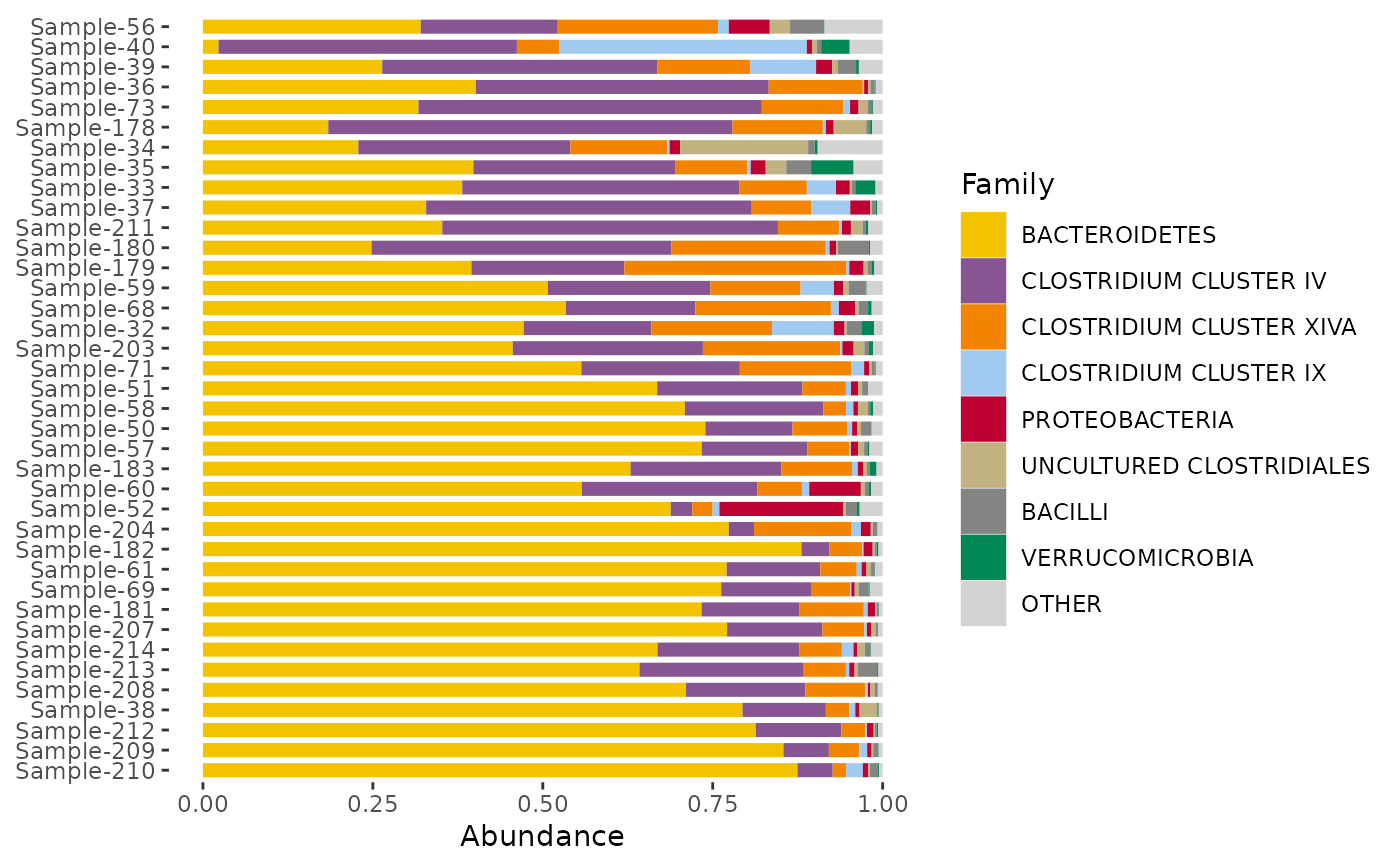 Sample-56
Sample-40
Sample-39
Sample-36
Sample-73
Sample-178
Sample-34
Sample-35
Sample-33
Sample-37
Sample-211
Sample-180
Sample-179
Sample-59
Sample-68
Sample-32
Sample-203
Sample-71
Sample-51
Sample-58
Sample-50
Sample-57
Sample-183
Sample-60
Sample-52
Sample-204
Sample-182
Sample-61
Sample-69
Sample-181
Sample-207
Sample-214
Sample-213
Sample-208
Sample-38
Sample-212
Sample-209
Sample-210
0.00 0.25 0.50 0.75 1.00
Abundance
Family
BACTEROIDETES
CLOSTRIDIUM CLUSTER IV
CLOSTRIDIUM CLUSTER XIVA
CLOSTRIDIUM CLUSTER IX
PROTEOBACTERIA
UNCULTURED CLOSTRIDIALES
BACILLI
VERRUCOMICROBIA
OTHER